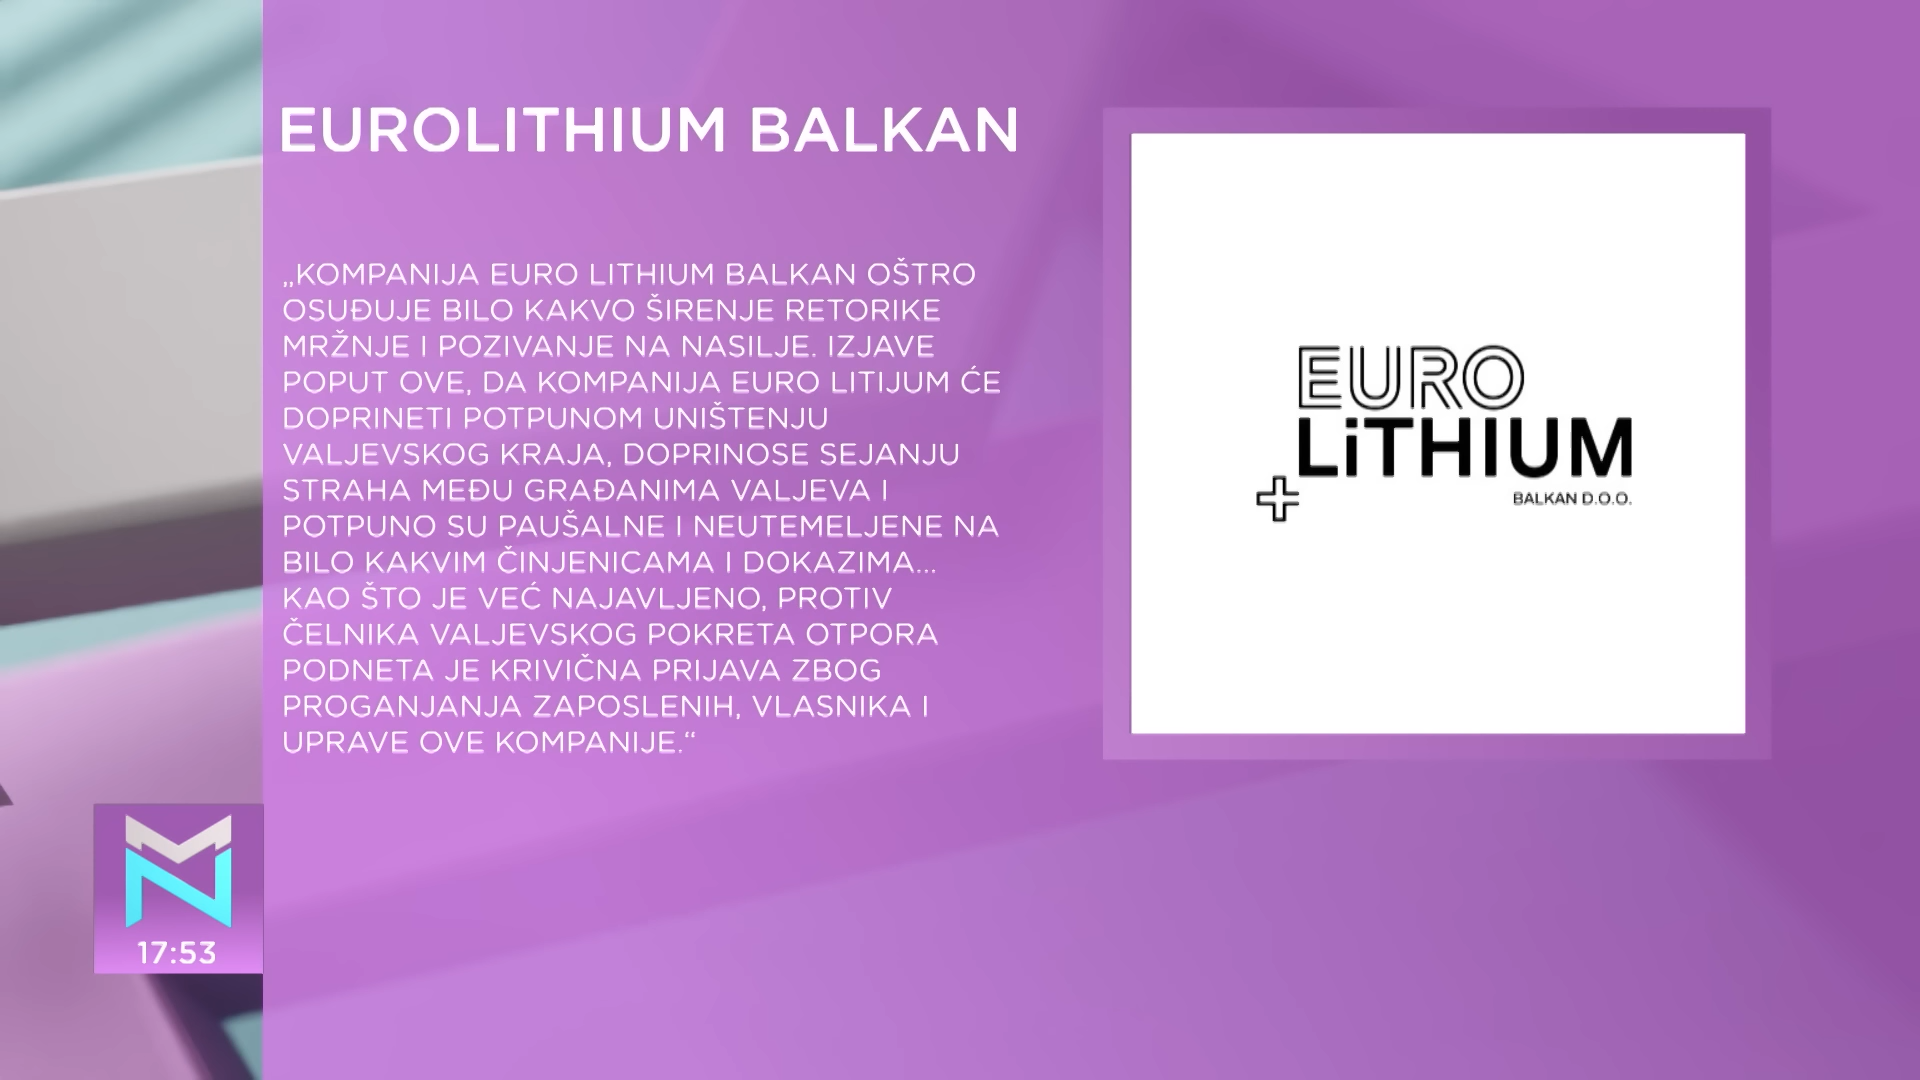 EUROLITHIUM BALKAN
„KOMPANIJA EURO LITHIUM BALKAN OŠTRO
OSUĐUJE BILO KAKVO ŠIRENJE RETORIKE
MRŽNJE I POZIVANJE NA NASILJE. IZJAVE
POPUT OVE, DA KOMPANIJA EURO LITIJUM ĆE
DOPRINETI POTPUNOM UNIŠTENJU
VALJEVSKOG KRAJA, DOPRINOSE SEJANJU
STRAHA MEĐU GRAĐANIMA VALJEVA I
POTPUNO SU PAUŠALNE I NEUTEMELJENE NA
BILO KAKVIM ČINJENICAMA I DOKAZIMA...
KAO ŠTO JE VEĆ NAJAVLJENO, PROTIV
ČELNIKA VALJEVSKOG POKRETA OTPORA
PODNETA JE KRIVIČNA PRIJAVA ZBOG
PROGANJANJA ZAPOSLENIH, VLASNIKA I
UPRAVE OVE KOMPANIJE.“
EURO
LiTHIUM
BALKAN D.O.O.
MN
17:53